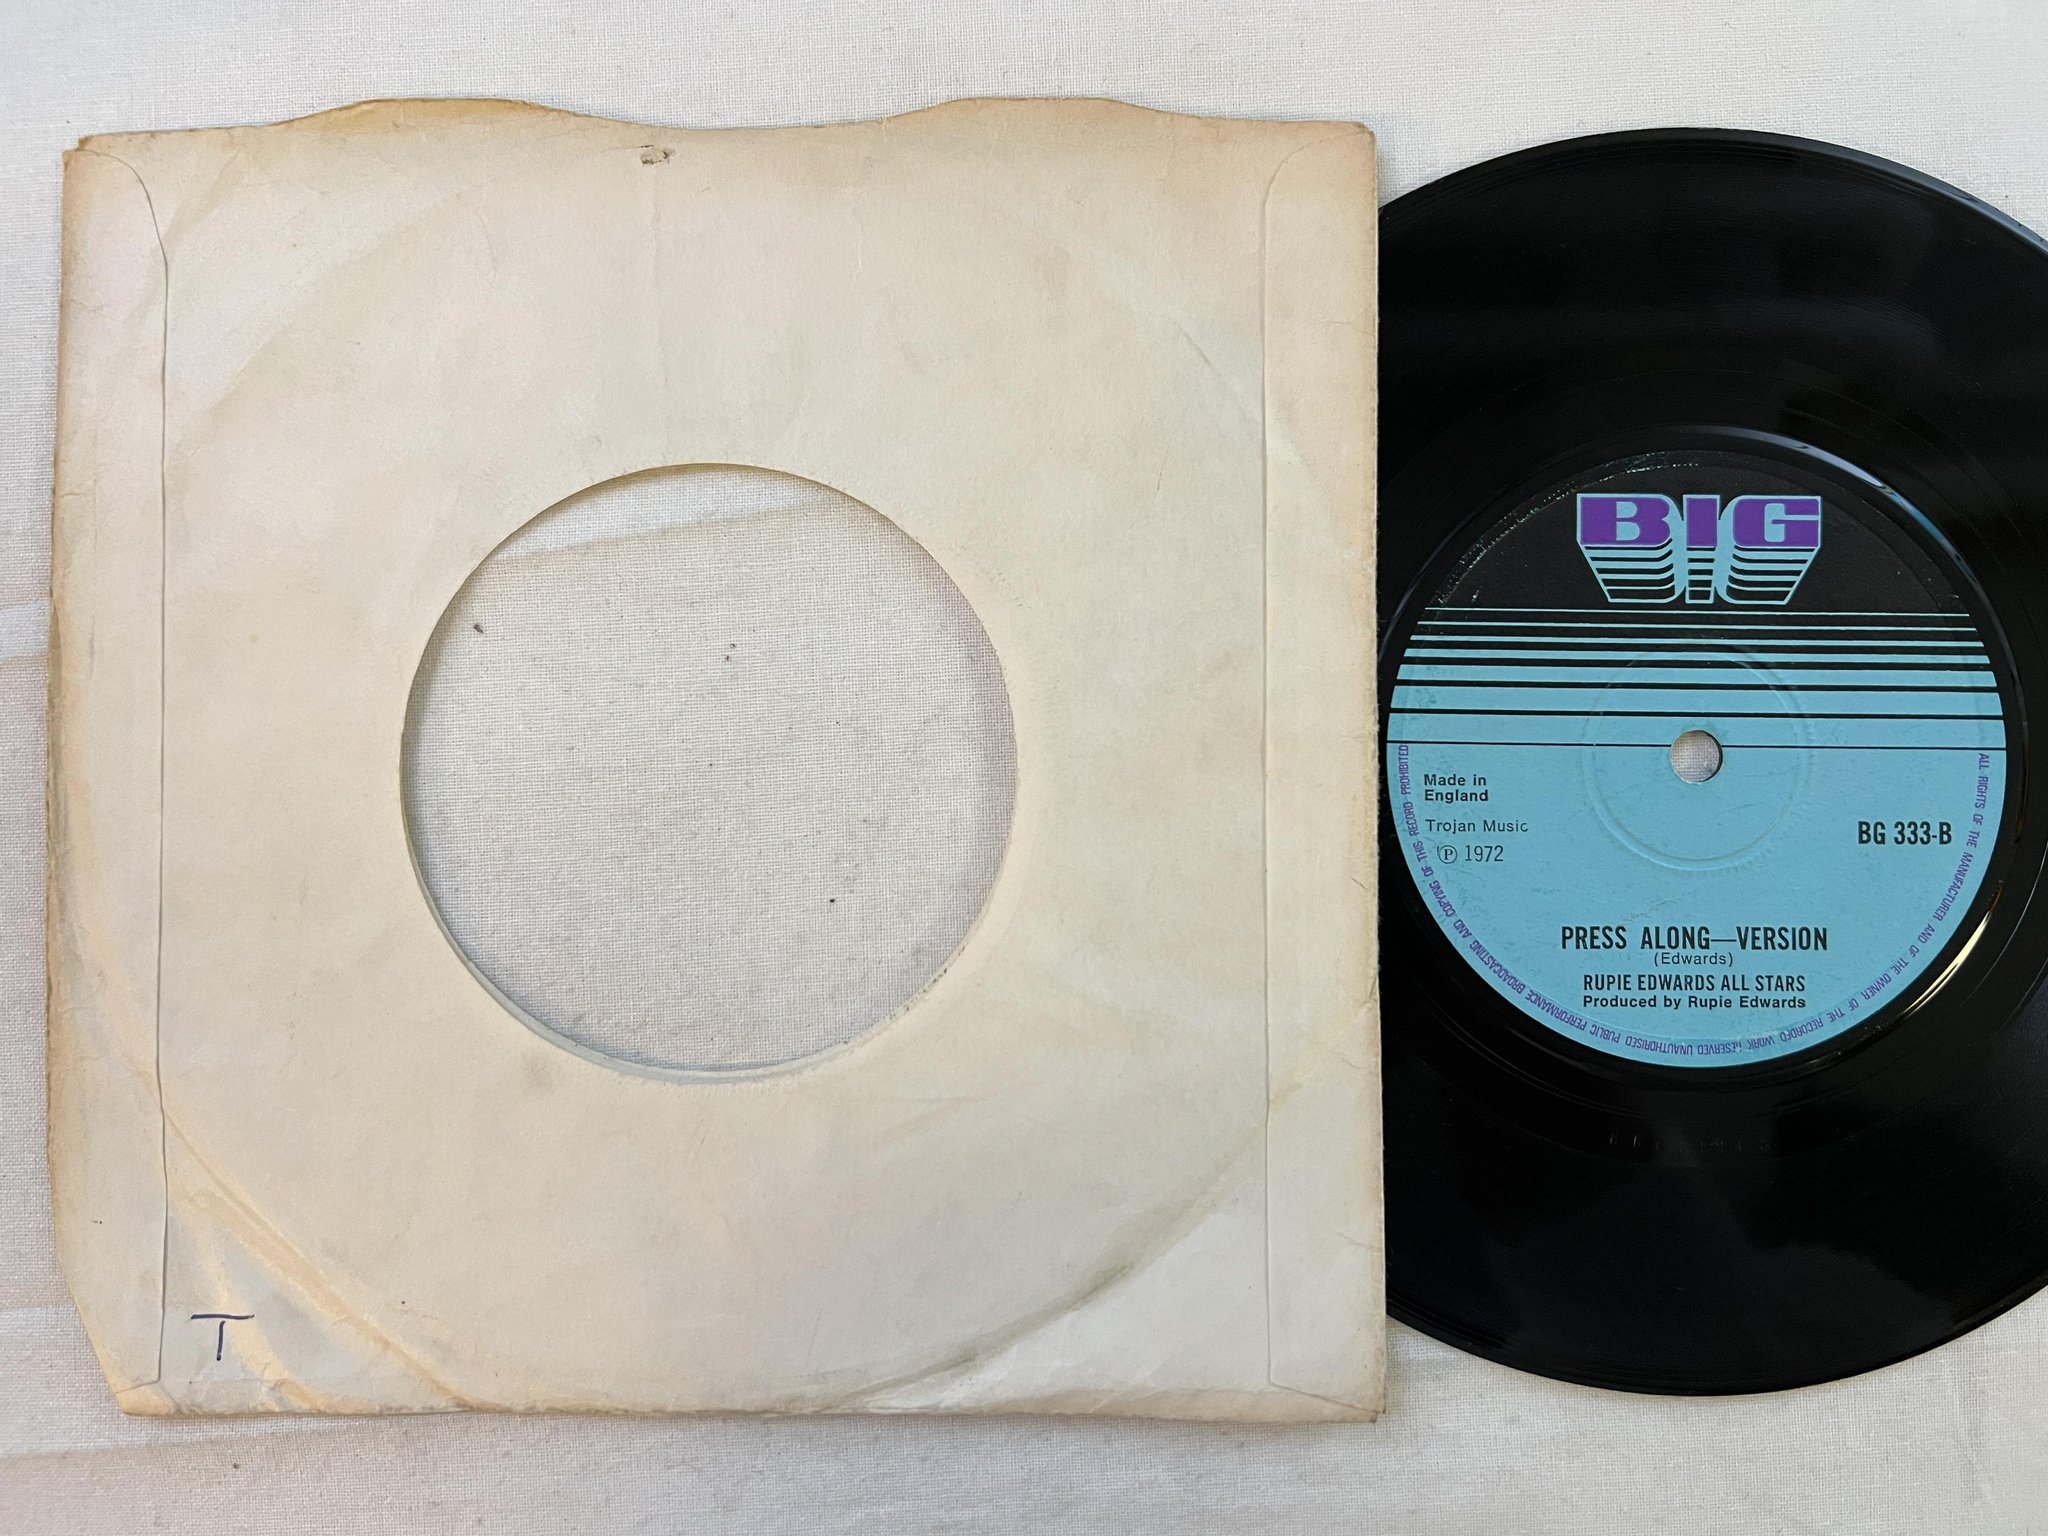 T
BIG
Made in
England
Trojan Music
Ⓟ 1972
BG 333-B
PRESS ALONG—VERSION
(Edwards)
RUPIE EDWARDS ALL STARS
Produced by Rupie Edwards
ALL RIGHTS OF THE MANUFACTURER AND OF THE OWNER OF THE RECORDED WORK RESERVED UNAUTHORISED PUBLIC PERFORMANCE BROADCASTING AND COPYING OF THIS RECORD PROHIBITED